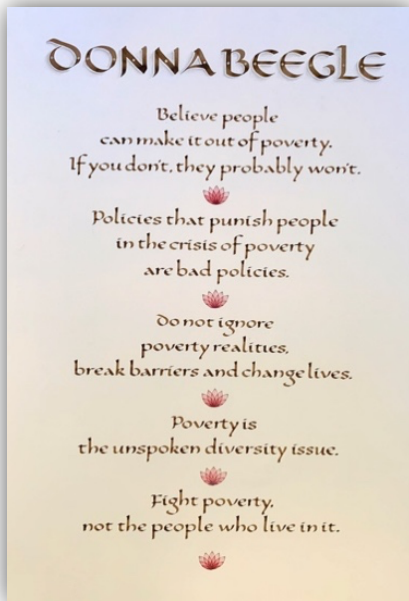 DONNA BEEGLE
Believe people
can make it out of poverty.
If you don't, they probably won't.
Policies that punish people
in the crisis of poverty
are bad policies.
Do not ignore
poverty realities,
break barriers and change lives.
Poverty is
the unspoken diversity issue.
Fight poverty,
not the people who live in it.